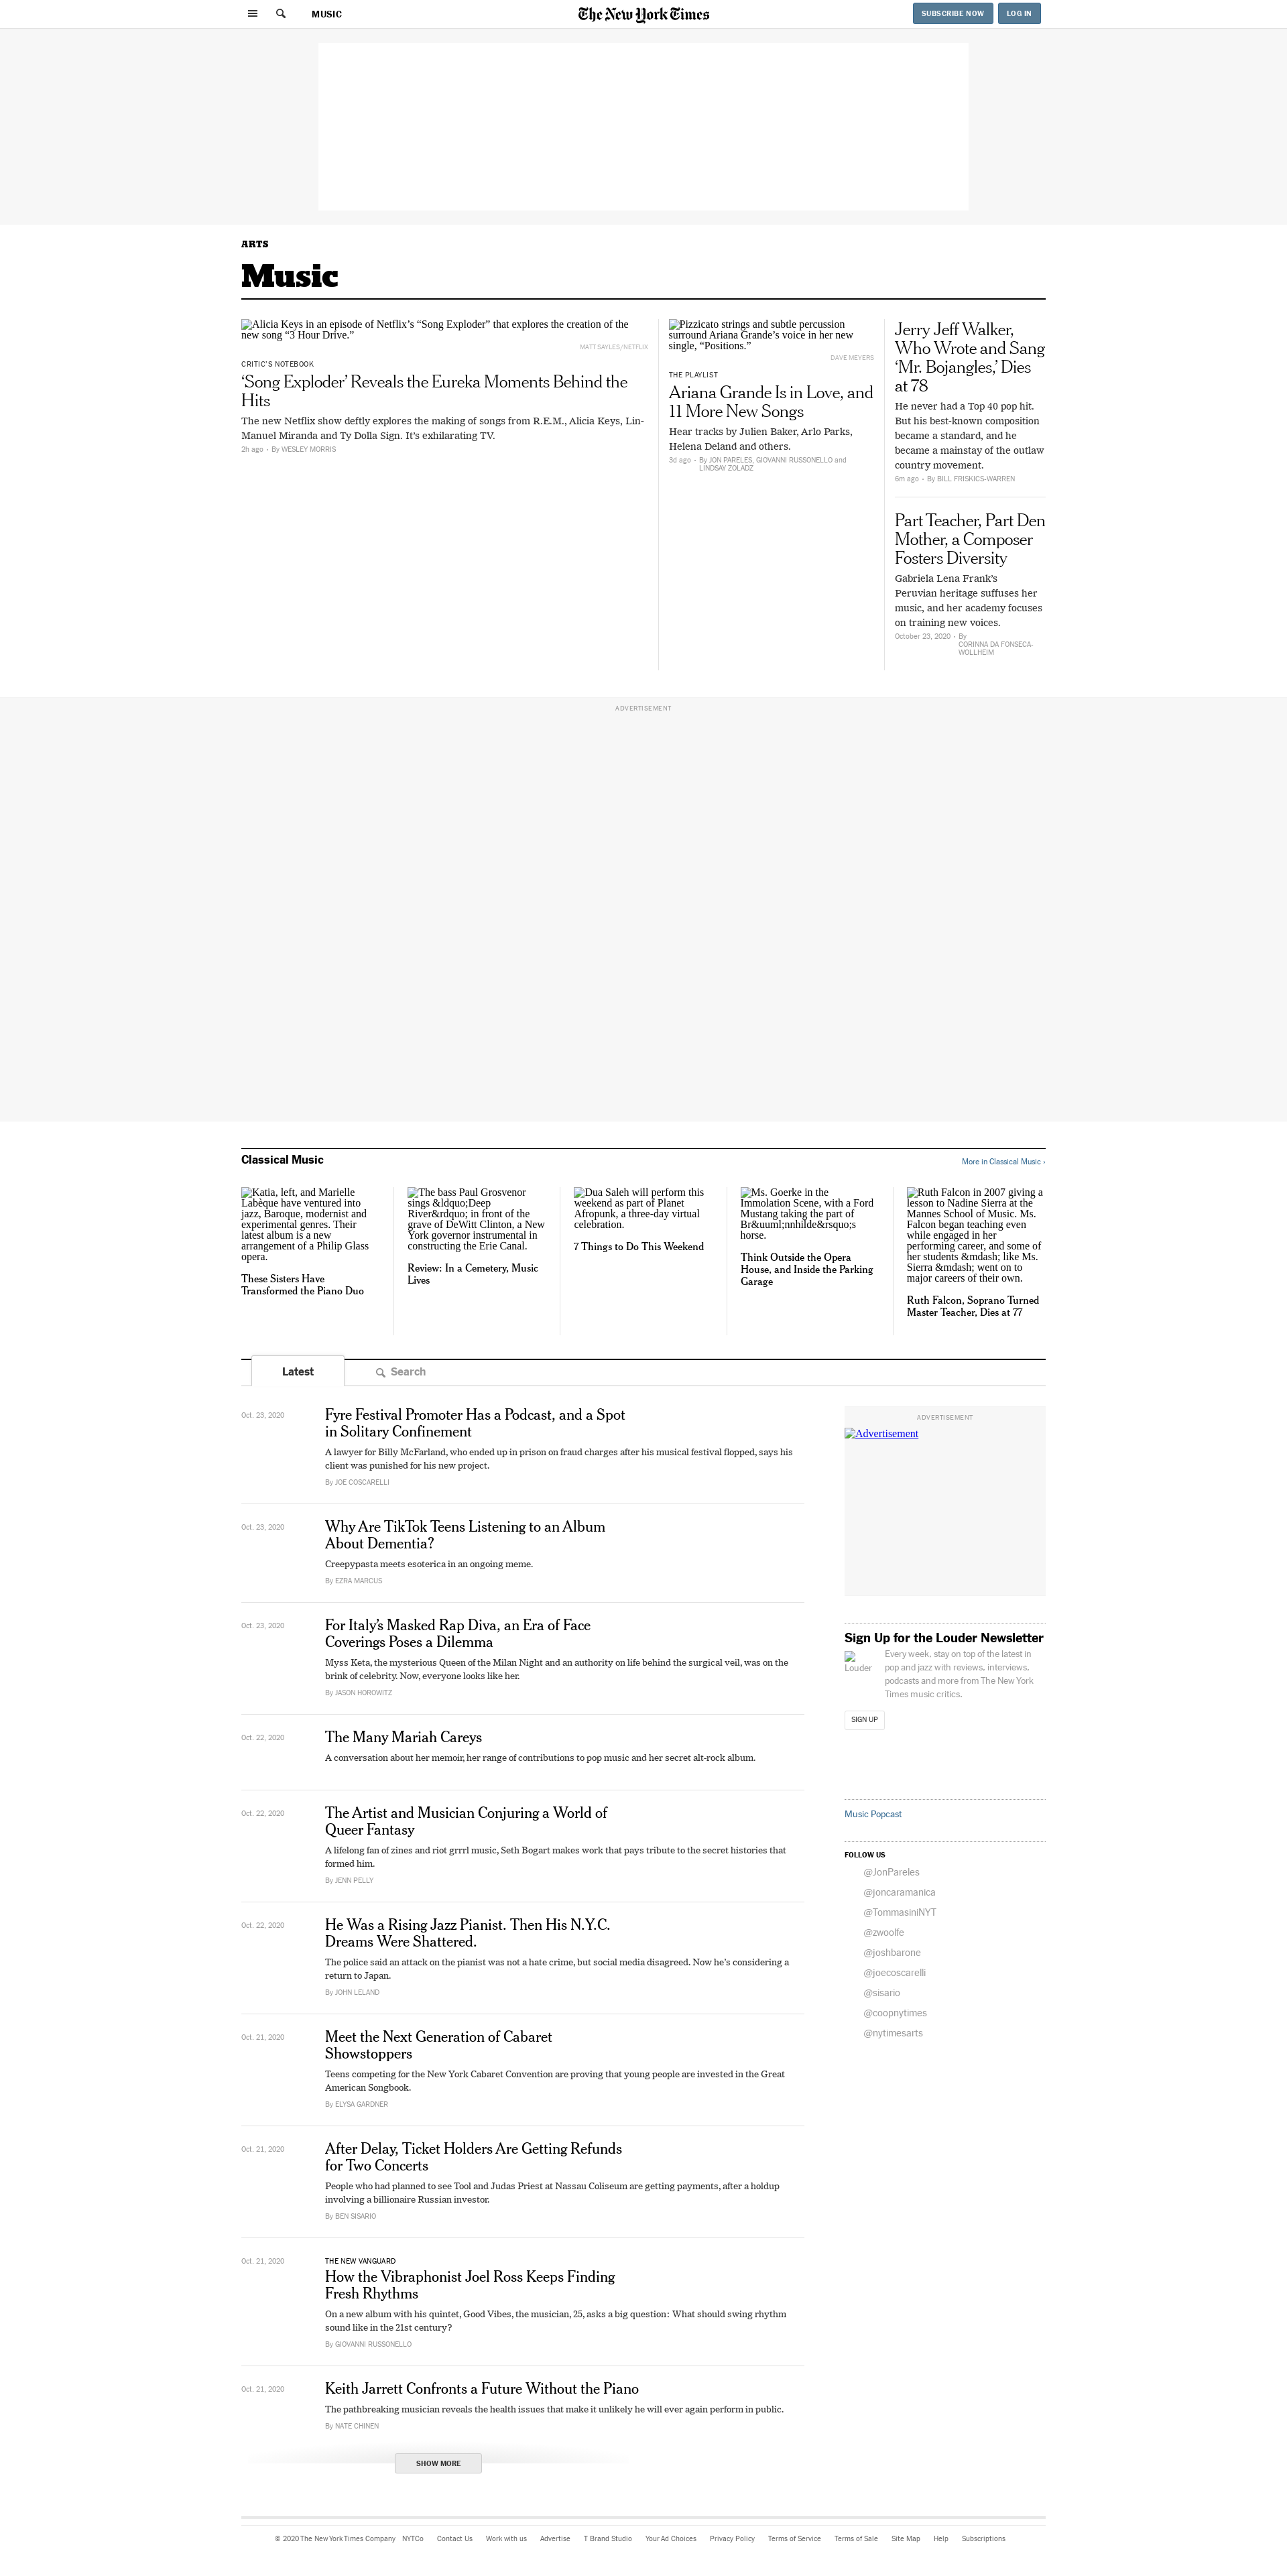 MUSIC
The New York Times
SUBSCRIBE NOW
LOG IN
ARTS
Music
Alicia Keys in an episode of Netflix’s “Song Exploder” that explores the creation of the
new song “3 Hour Drive.”
MATT SAYLES/NETFLIX
CRITIC’S NOTEBOOK
‘Song Exploder’ Reveals the Eureka Moments Behind the
Hits
The new Netflix show deftly explores the making of songs from R.E.M., Alicia Keys, Lin-
Manuel Miranda and Ty Dolla Sign. It’s exhilarating TV.
2h ago • By WESLEY MORRIS
Pizzicato strings and subtle percussion
surround Ariana Grande’s voice in her new
single, “Positions.”
DAVE MEYERS
THE PLAYLIST
Ariana Grande Is in Love, and
11 More New Songs
Hear tracks by Julien Baker, Arlo Parks,
Helena Deland and others.
3d ago • By JON PARELES, GIOVANNI RUSSONELLO and
LINDSAY ZOLADZ
Jerry Jeff Walker,
Who Wrote and Sang
‘Mr. Bojangles,’ Dies
at 78
He never had a Top 40 pop hit.
But his best-known composition
became a standard, and he
became a mainstay of the outlaw
country movement.
6m ago • By BILL FRISKICS-WARREN
Part Teacher, Part Den
Mother, a Composer
Fosters Diversity
Gabriela Lena Frank’s
Peruvian heritage suffuses her
music, and her academy focuses
on training new voices.
October 23, 2020 • By
CORINNA DA FONSECA-
WOLLHEIM
ADVERTISEMENT
Classical Music
More in Classical Music ›
Katia, left, and Marielle
Labèque have ventured into
jazz, Baroque, modernist and
experimental genres. Their
latest album is a new
arrangement of a Philip Glass
opera.
These Sisters Have
Transformed the Piano Duo
The bass Paul Grosvenor
sings &ldquo;Deep
River&rdquo; in front of the
grave of DeWitt Clinton, a New
York governor instrumental in
constructing the Erie Canal.
Review: In a Cemetery, Music
Lives
Dua Saleh will perform this
weekend as part of Planet
Afropunk, a three-day virtual
celebration.
7 Things to Do This Weekend
Ms. Goerke in the
Immolation Scene, with a Ford
Mustang taking the part of
Br&uuml;nnhilde&rsquo;s
horse.
Think Outside the Opera
House, and Inside the Parking
Garage
Ruth Falcon in 2007 giving a
lesson to Nadine Sierra at the
Mannes School of Music. Ms.
Falcon began teaching even
while engaged in her
performing career, and some of
her students &mdash; like Ms.
Sierra &mdash; went on to
major careers of their own.
Ruth Falcon, Soprano Turned
Master Teacher, Dies at 77
Latest
Search
Oct. 23, 2020
Fyre Festival Promoter Has a Podcast, and a Spot
in Solitary Confinement
A lawyer for Billy McFarland, who ended up in prison on fraud charges after his musical festival flopped, says his
client was punished for his new project.
By JOE COSCARELLI
Oct. 23, 2020
Why Are TikTok Teens Listening to an Album
About Dementia?
Creepypasta meets esoterica in an ongoing meme.
By EZRA MARCUS
Oct. 23, 2020
For Italy’s Masked Rap Diva, an Era of Face
Coverings Poses a Dilemma
Myss Keta, the mysterious Queen of the Milan Night and an authority on life behind the surgical veil, was on the
brink of celebrity. Now, everyone looks like her.
By JASON HOROWITZ
Oct. 22, 2020
The Many Mariah Careys
A conversation about her memoir, her range of contributions to pop music and her secret alt-rock album.
Oct. 22, 2020
The Artist and Musician Conjuring a World of
Queer Fantasy
A lifelong fan of zines and riot grrrl music, Seth Bogart makes work that pays tribute to the secret histories that
formed him.
By JENN PELLY
Oct. 22, 2020
He Was a Rising Jazz Pianist. Then His N.Y.C.
Dreams Were Shattered.
The police said an attack on the pianist was not a hate crime, but social media disagreed. Now he’s considering a
return to Japan.
By JOHN LELAND
Oct. 21, 2020
Meet the Next Generation of Cabaret
Showstoppers
Teens competing for the New York Cabaret Convention are proving that young people are invested in the Great
American Songbook.
By ELYSA GARDNER
Oct. 21, 2020
After Delay, Ticket Holders Are Getting Refunds
for Two Concerts
People who had planned to see Tool and Judas Priest at Nassau Coliseum are getting payments, after a holdup
involving a billionaire Russian investor.
By BEN SISARIO
Oct. 21, 2020
THE NEW VANGUARD
How the Vibraphonist Joel Ross Keeps Finding
Fresh Rhythms
On a new album with his quintet, Good Vibes, the musician, 25, asks a big question: What should swing rhythm
sound like in the 21st century?
By GIOVANNI RUSSONELLO
Oct. 21, 2020
Keith Jarrett Confronts a Future Without the Piano
The pathbreaking musician reveals the health issues that make it unlikely he will ever again perform in public.
By NATE CHINEN
SHOW MORE
ADVERTISEMENT
Advertisement
Sign Up for the Louder Newsletter
Louder
Every week, stay on top of the latest in
pop and jazz with reviews, interviews,
podcasts and more from The New York
Times music critics.
SIGN UP
Music Popcast
FOLLOW US
@JonPareles
@joncaramanica
@TommasiniNYT
@zwoolfe
@joshbarone
@joecoscarelli
@sisario
@coopnytimes
@nytimesarts
© 2020 The New York Times Company NYTCo Contact Us Work with us Advertise T Brand Studio Your Ad Choices Privacy Policy Terms of Service Terms of Sale Site Map Help Subscriptions